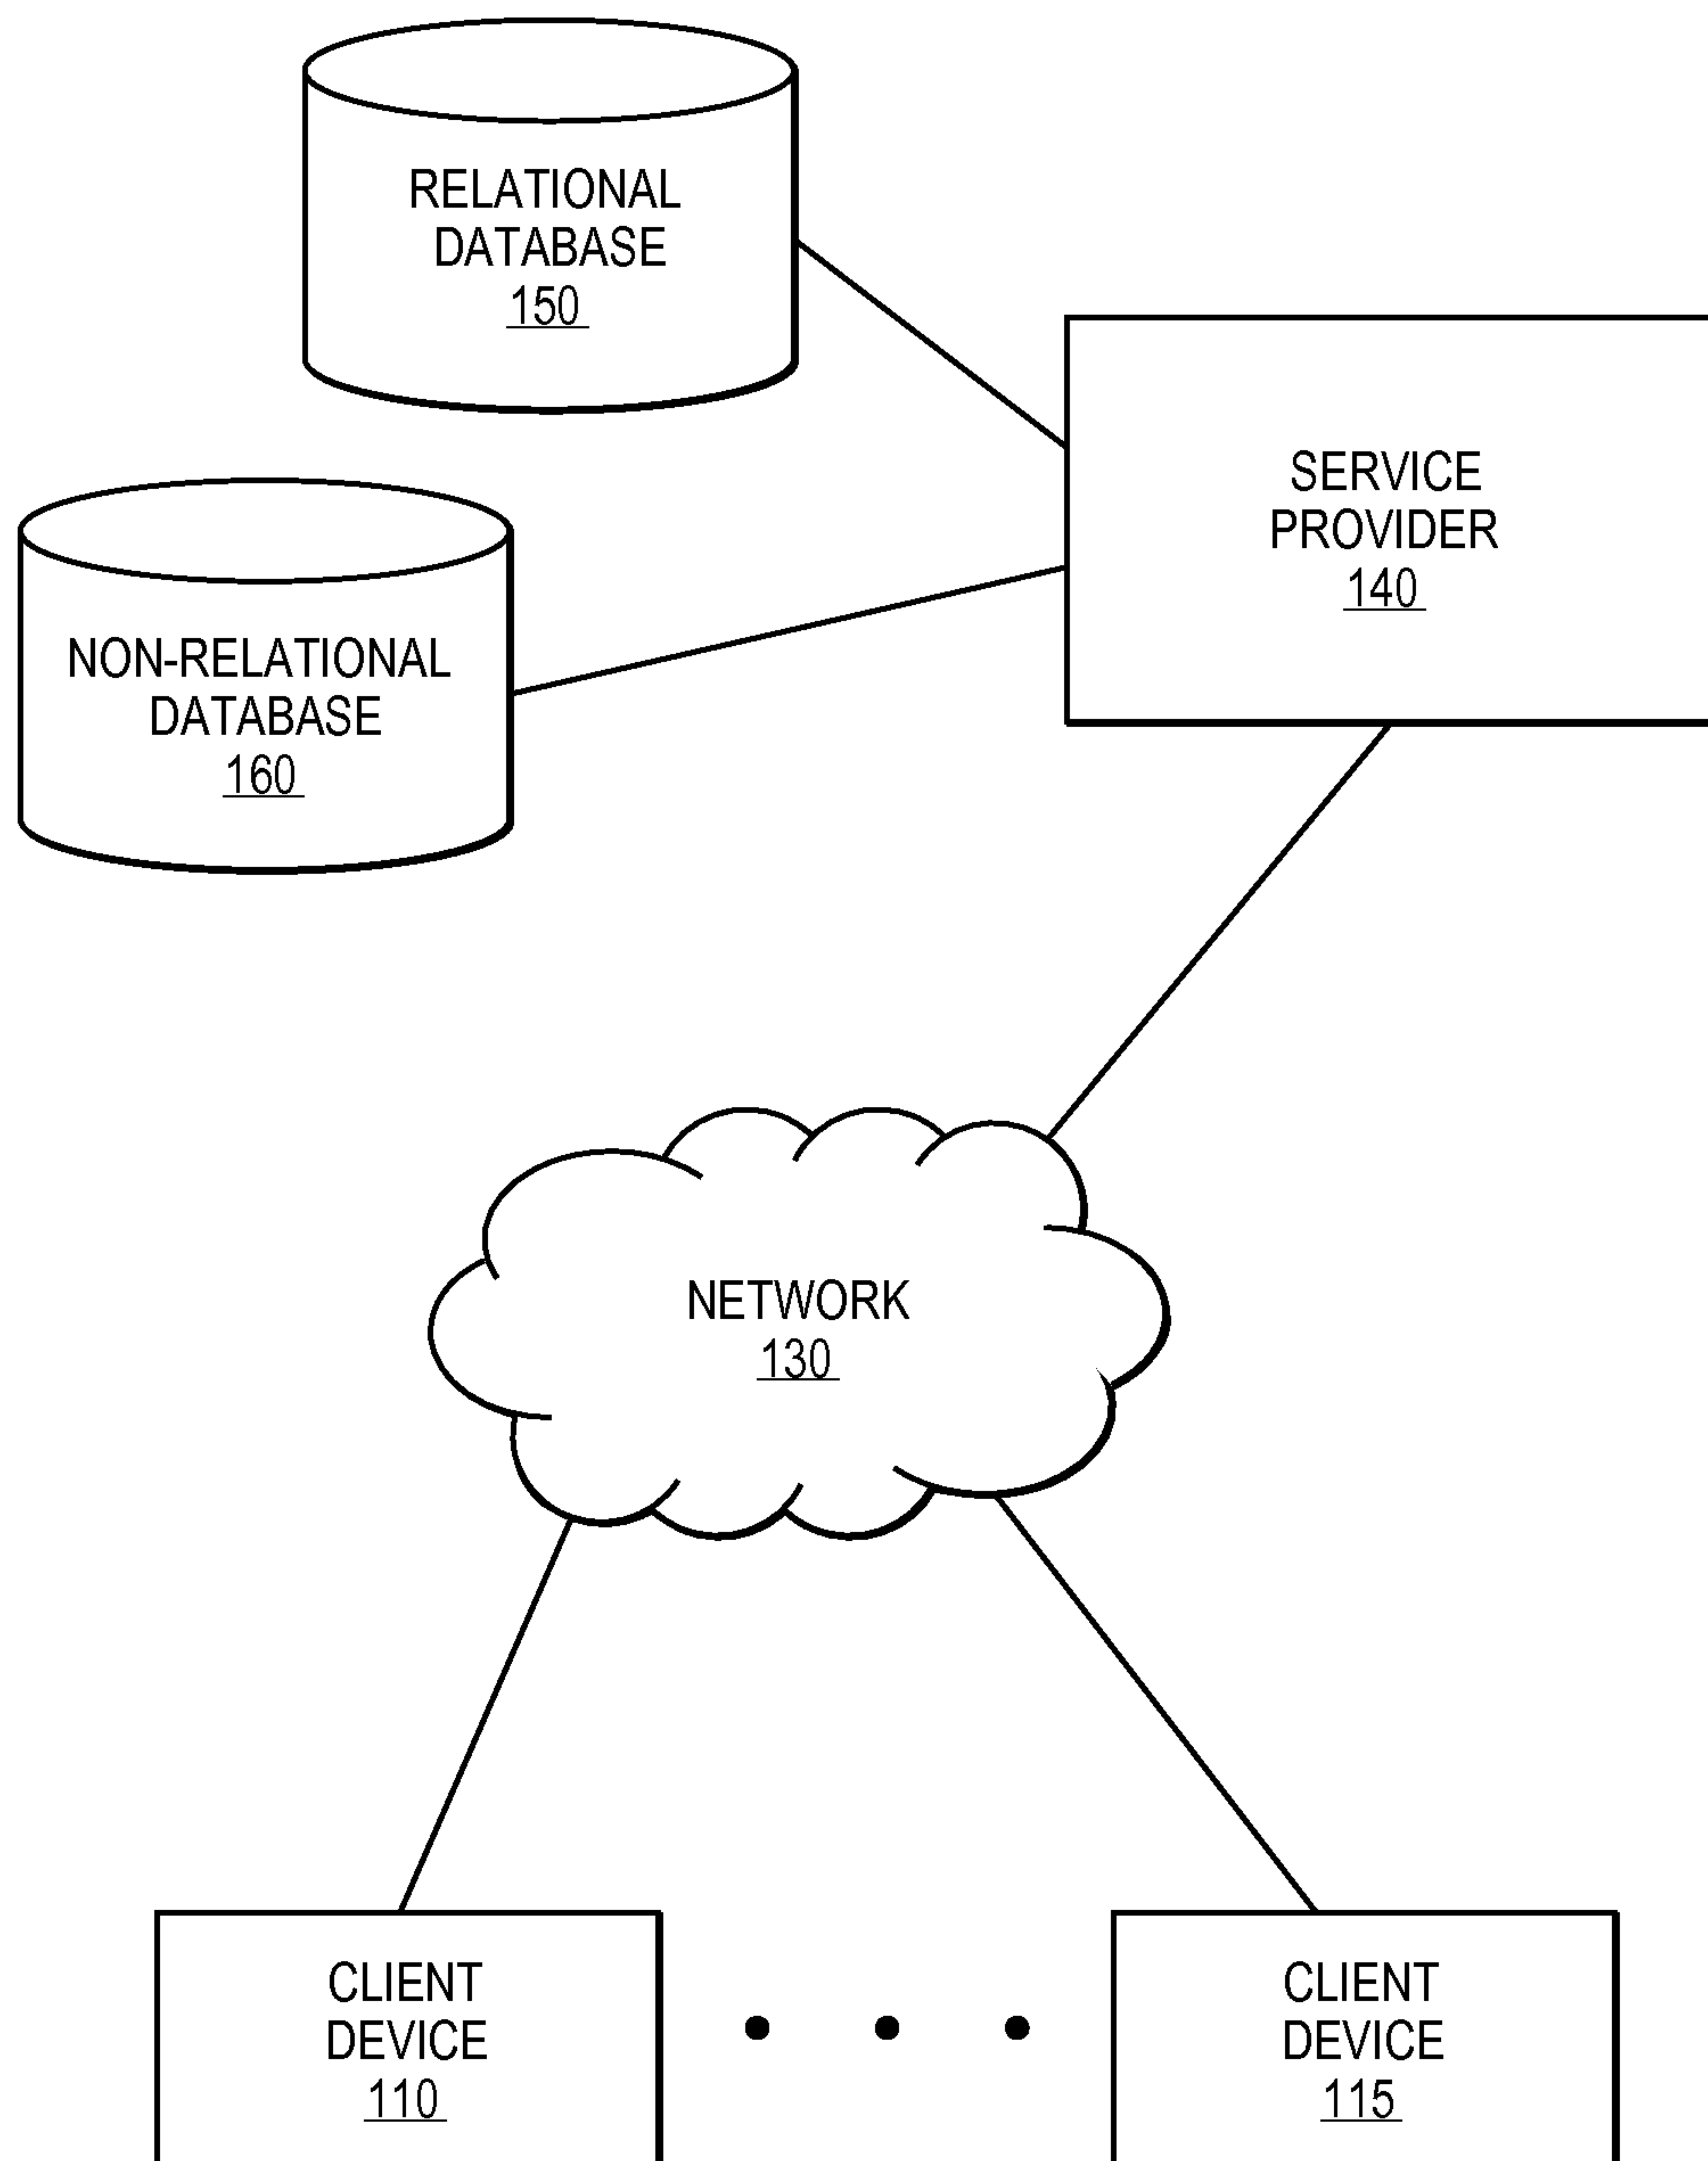 RELATIONAL
DATABASE
150
SERVICE
PROVIDER
140
NON-RELATIONAL
DATABASE
160
NETWORK
130
CLIENT
DEVICE
110
CLIENT
DEVICE
115